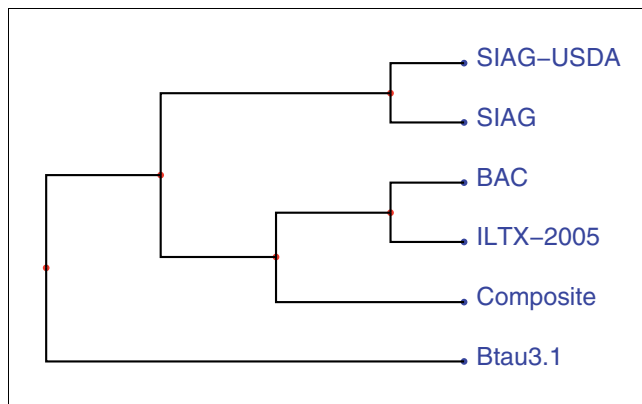 SIAG−USDA
SIAG
BAC
ILTX−2005
Composite
Btau3.1